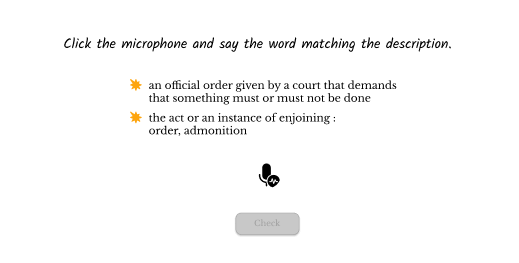 Click the microphone and say the word matching the description.
an official order given by a court that demands
that something must or must not be done
the act or an instance of enjoining :
order, admonition
Check